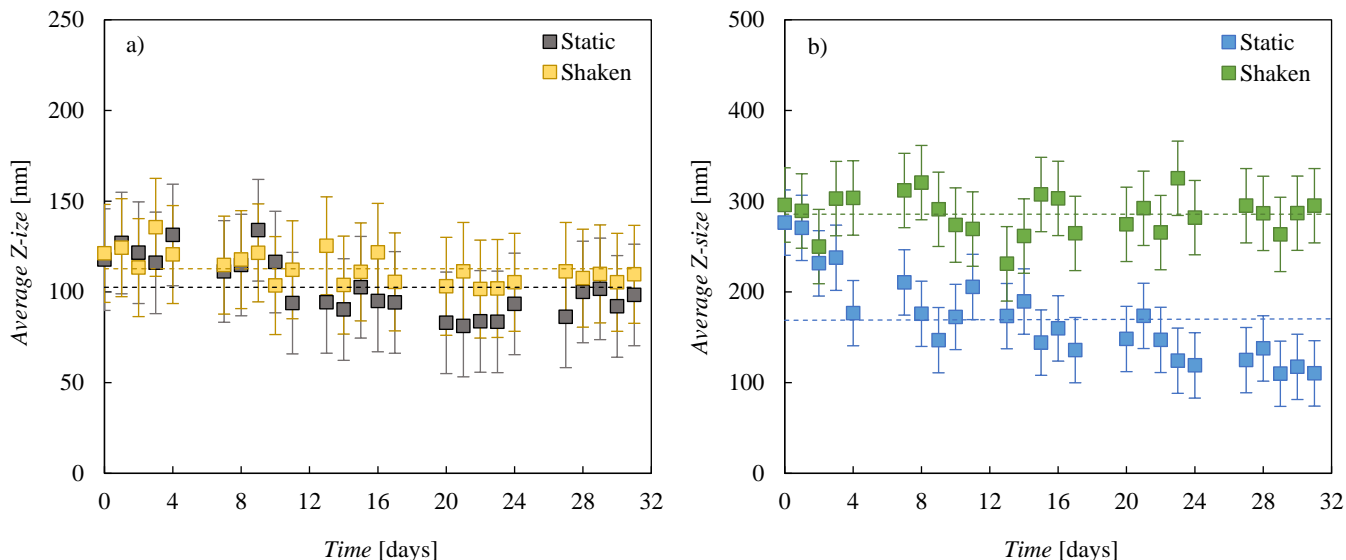 a)
Static
Shaken
250
200
150
100
50
0
Average Z-ize [nm]
0 4 8 12 16 20 24 28 32
Time [days]
b)
Static
Shaken
500
400
300
200
100
0
Average Z-size [nm]
0 4 8 12 16 20 24 28 32
Time [days]